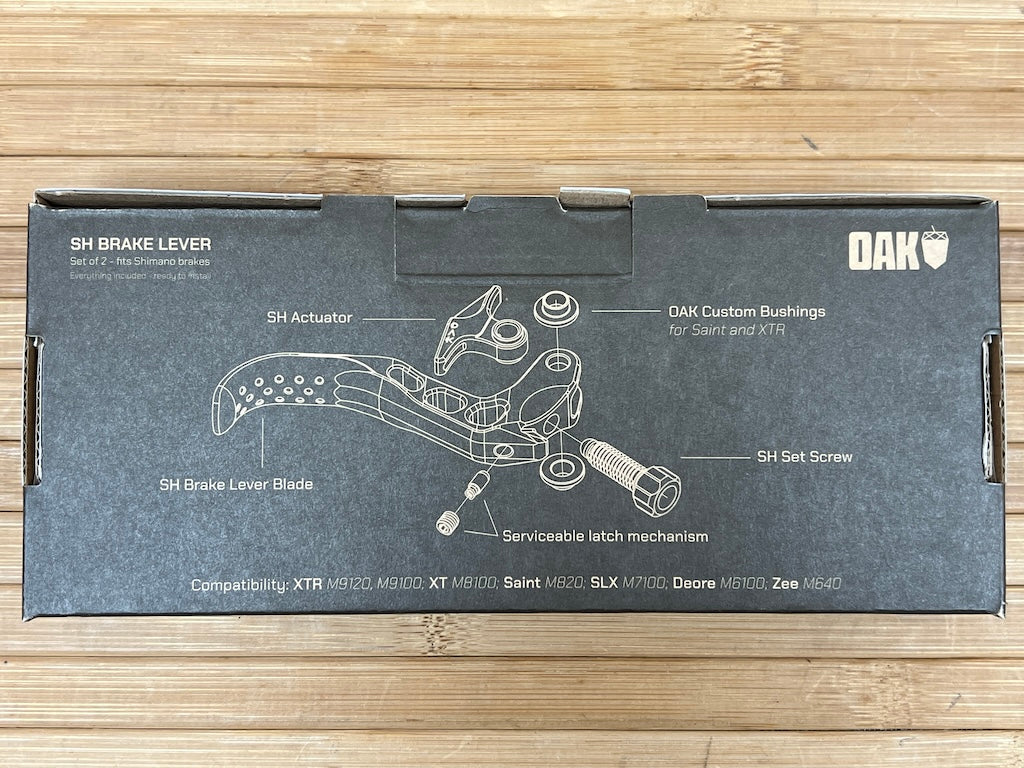 SH BRAKE LEVER
Set of 2 - fits Shimano brakes
Everything included - ready to install
OAK
SH Actuator
OAK
OAK Custom Bushings
for Saint and XTR
SH Brake Lever Blade
SH Set Screw
Serviceable latch mechanism
Compatibility: XTR M9120, M9100; XT M8100; Saint M820; SLX M7100; Deore M6100; Zee M640